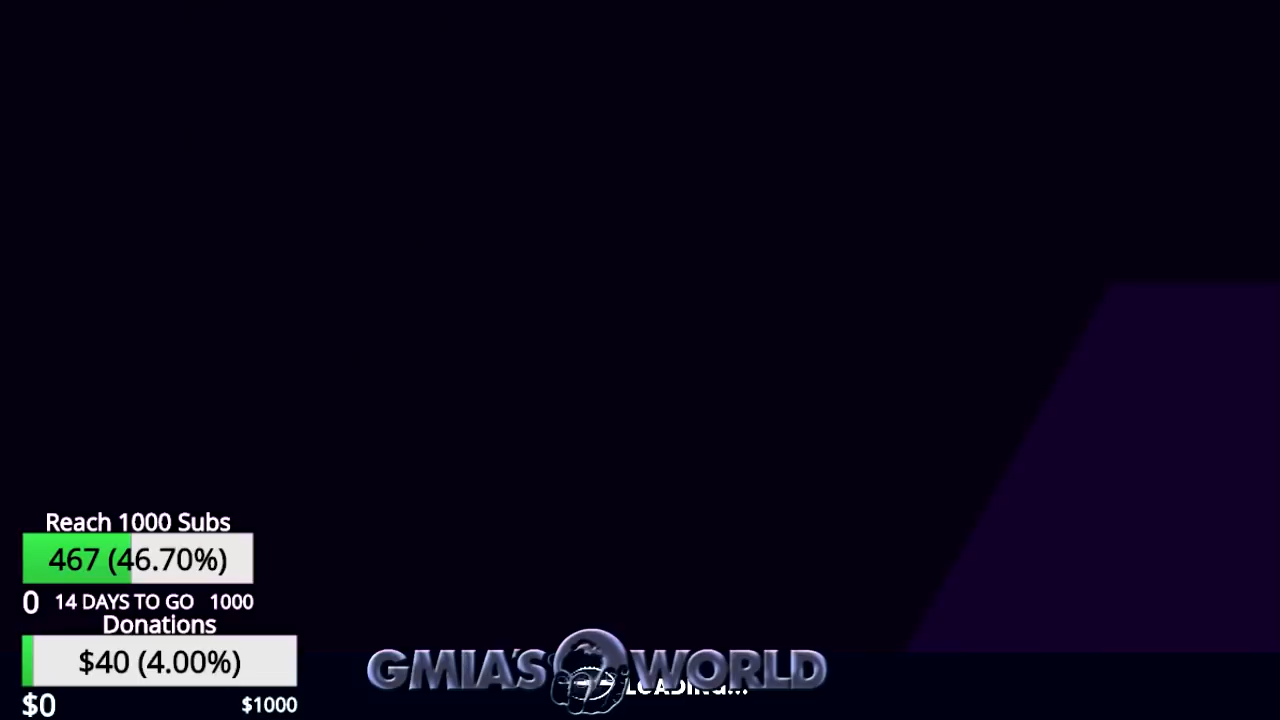 Reach 1000 Subs
467 (46.70%)
0 14 DAYS TO GO 1000
Donations
$40 (4.00%)
$0 $1000
GMIA'S WORLD
LOADING...